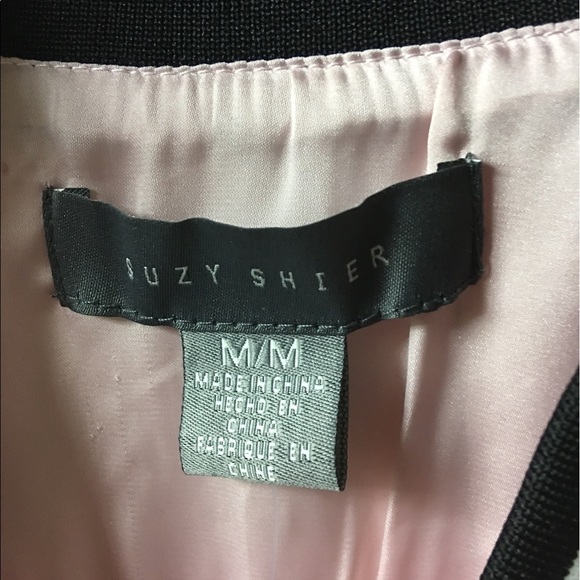 SUZY SHIER
M/M
MADE IN CHINA
HECHO EN
CHINA
FABRIQUE EN
CHINE